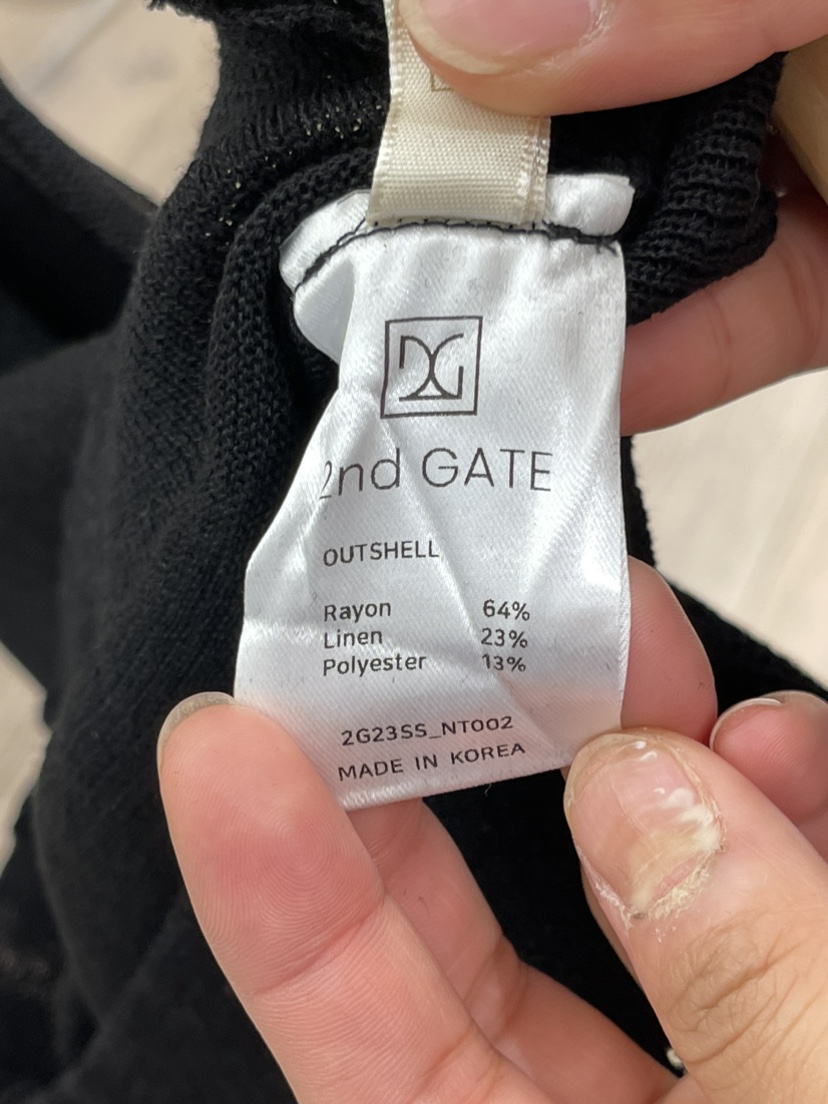 2nd GATE
OUTSHELL
Rayon 64%
Linen 23%
Polyester 13%
2G23SS_NT002
MADE IN KOREA